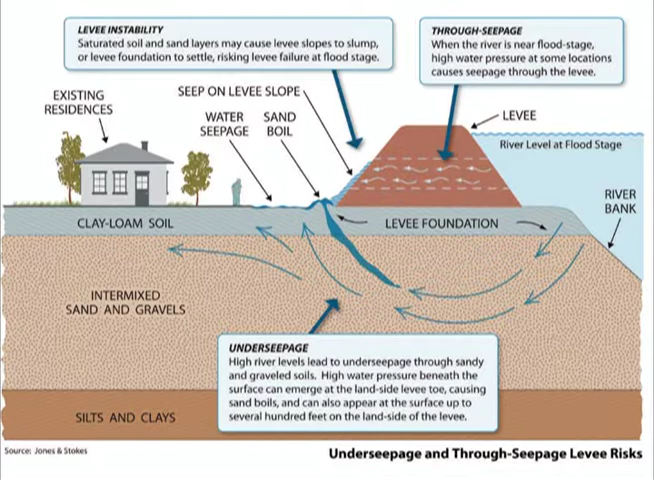 LEVEE INSTABILITY
Saturated soil and sand layers may cause levee slopes to slump,
or levee foundation to settle, risking levee failure at flood stage.
THROUGH-SEEPAGE
When the river is near flood-stage,
high water pressure at some locations
causes seepage through the levee.
EXISTING
RESIDENCES
SEEP ON LEVEE SLOPE
WATER
SEEPAGE
SAND
BOIL
LEVEE
River Level at Flood Stage
RIVER
BANK
CLAY-LOAM SOIL
LEVEE FOUNDATION
INTERMIXED
SAND AND GRAVELS
UNDERSEEPAGE
High river levels lead to underseepage through sandy
and graveled soils. High water pressure beneath the
surface can emerge at the land-side levee toe, causing
sand boils, and can also appear at the surface up to
several hundred feet on the land-side of the levee.
SILTS AND CLAYS
Source: Jones & Stokes
Underseepage and Through-Seepage Levee Risks